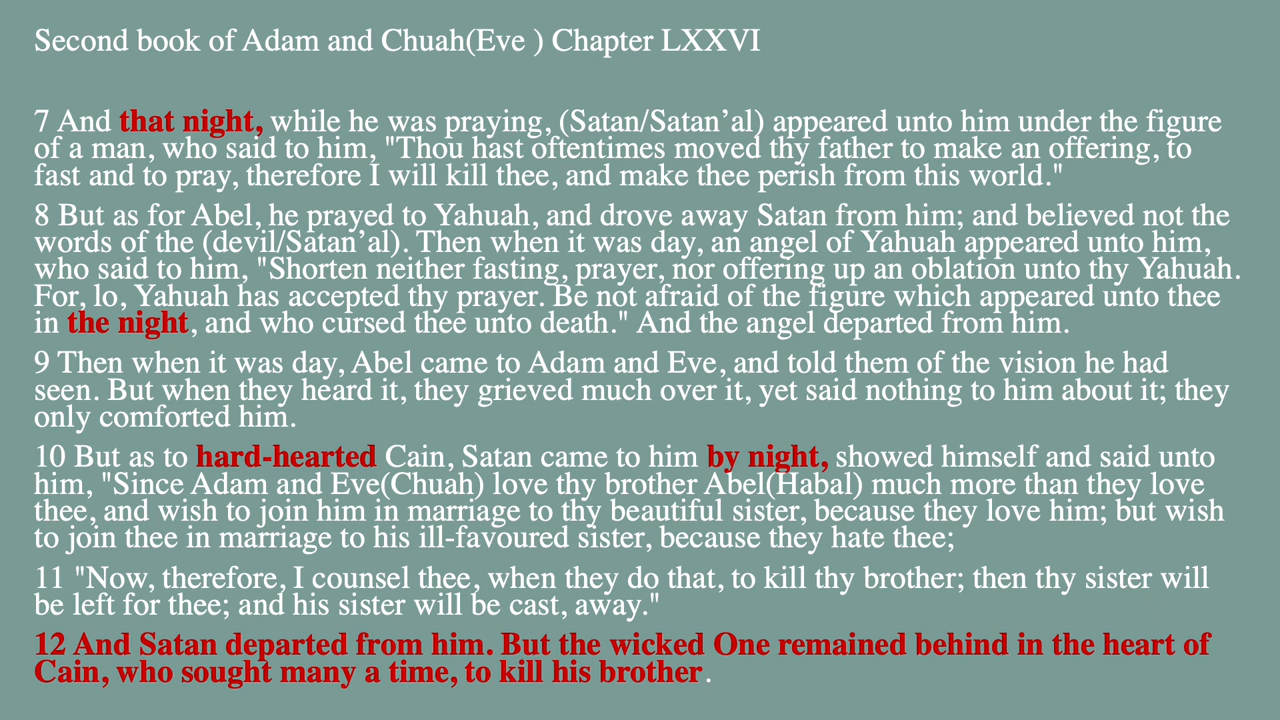 Second book of Adam and Chuah(Eve ) Chapter LXXVI
7 And that night, while he was praying, (Satan/Satan’al) appeared unto him under the figure
of a man, who said to him, "Thou hast oftentimes moved thy father to make an offering, to
fast and to pray, therefore I will kill thee, and make thee perish from this world."
8 But as for Abel, he prayed to Yahuah, and drove away Satan from him; and believed not the
words of the (devil/Satan’al). Then when it was day, an angel of Yahuah appeared unto him,
who said to him, "Shorten neither fasting, prayer, nor offering up an oblation unto thy Yahuah.
For, lo, Yahuah has accepted thy prayer. Be not afraid of the figure which appeared unto thee
in the night, and who cursed thee unto death." And the angel departed from him.
9 Then when it was day, Abel came to Adam and Eve, and told them of the vision he had
seen. But when they heard it, they grieved much over it, yet said nothing to him about it; they
only comforted him.
10 But as to hard-hearted Cain, Satan came to him by night, showed himself and said unto
him, "Since Adam and Eve(Chuah) love thy brother Abel(Habal) much more than they love
thee, and wish to join him in marriage to thy beautiful sister, because they love him; but wish
to join thee in marriage to his ill-favoured sister, because they hate thee;
11 "Now, therefore, I counsel thee, when they do that, to kill thy brother; then thy sister will
be left for thee; and his sister will be cast, away."
12 And Satan departed from him. But the wicked One remained behind in the heart of
Cain, who sought many a time, to kill his brother.